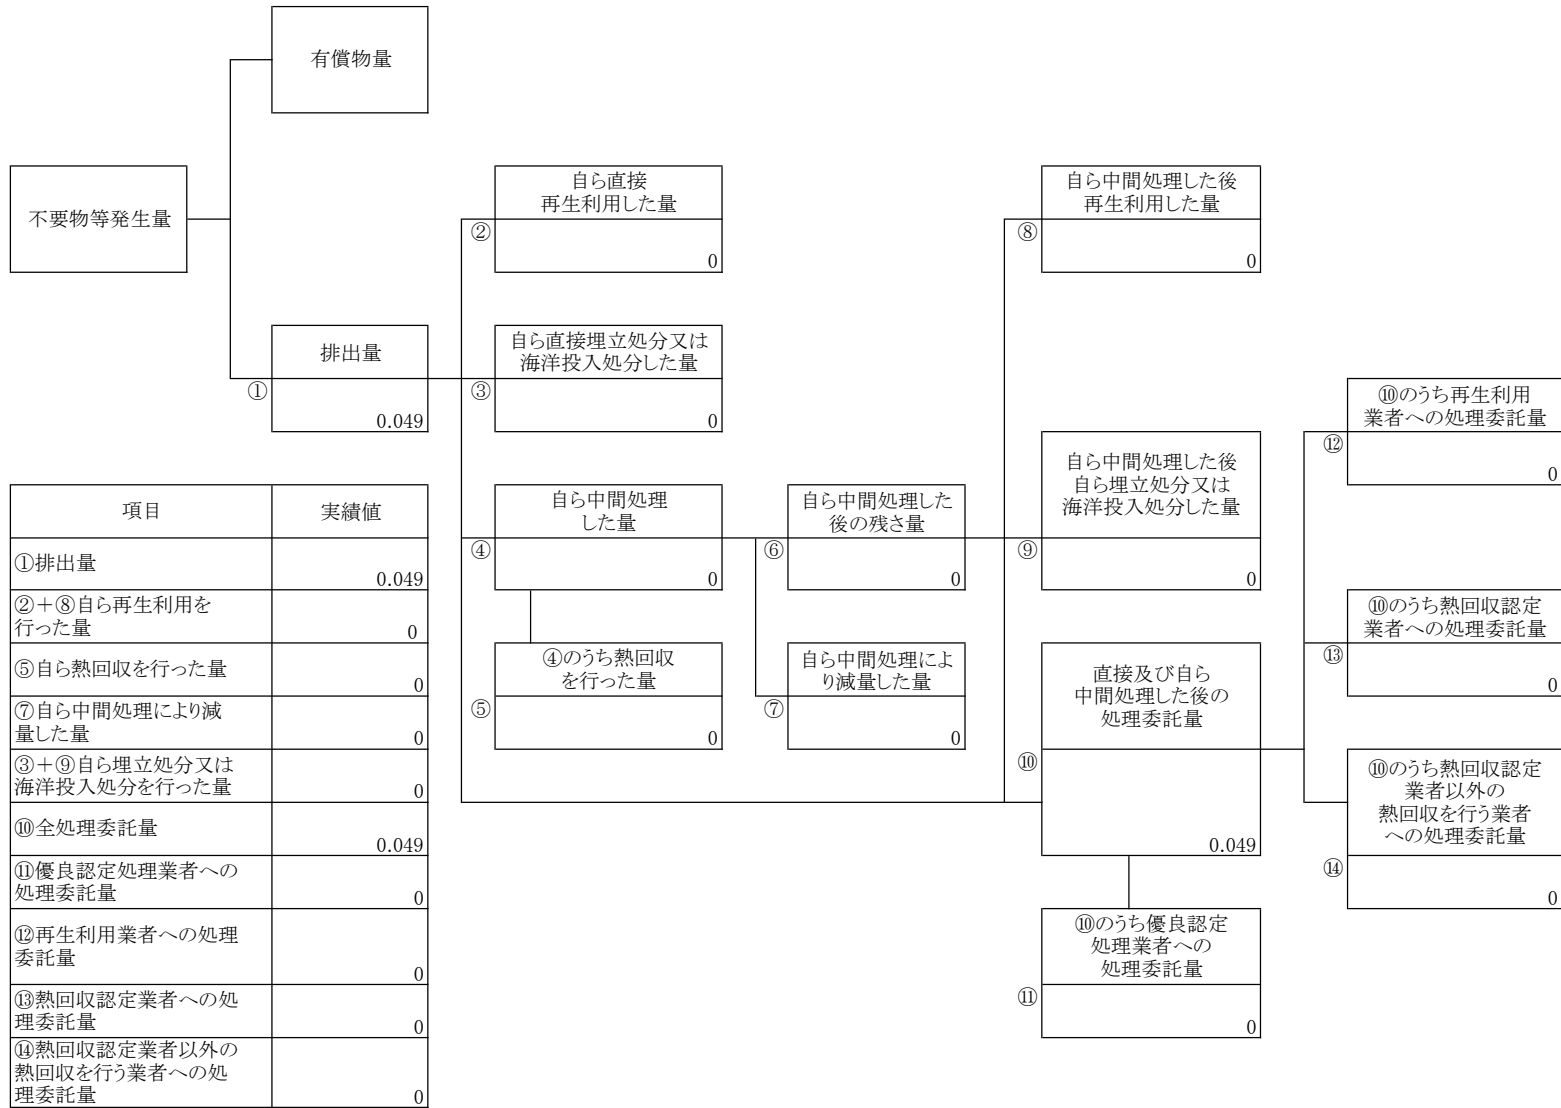 有償物量
不要物等発生量
自ら直接
再生利用した量
②
0
自ら中間処理した後
再生利用した量
⑧
0
排出量
①
0.049
自ら直接埋立処分又は
海洋投入処分した量
③
0
⑩のうち再生利用
業者への処理委託量
⑫
0
自ら中間処理した後
自ら埋立処分又は
海洋投入処分した量
⑨
0
自ら中間処理
した量
④
0
自ら中間処理した
後の残さ量
⑥
0
⑩のうち熱回収認定
業者への処理委託量
⑬
0
④のうち熱回収
を行った量
⑤
0
自ら中間処理によ
り減量した量
⑦
0
直接及び自ら
中間処理した後の
処理委託量
⑩
0.049
⑩のうち熱回収認定
業者以外の
熱回収を行う業者
への処理委託量
⑭
0
⑩のうち優良認定
処理業者への
処理委託量
⑪
0
項目 実績値
①排出量
0.049
②＋⑧自ら再生利用を
行った量 0
⑤自ら熱回収を行った量
0
⑦自ら中間処理により減
量した量 0
③＋⑨自ら埋立処分又は
海洋投入処分を行った量 0
⑩全処理委託量
0.049
⑪優良認定処理業者への
処理委託量 0
⑫再生利用業者への処理
委託量 0
⑬熱回収認定業者への処
理委託量 0
⑭熱回収認定業者以外の
熱回収を行う業者への処
理委託量 0